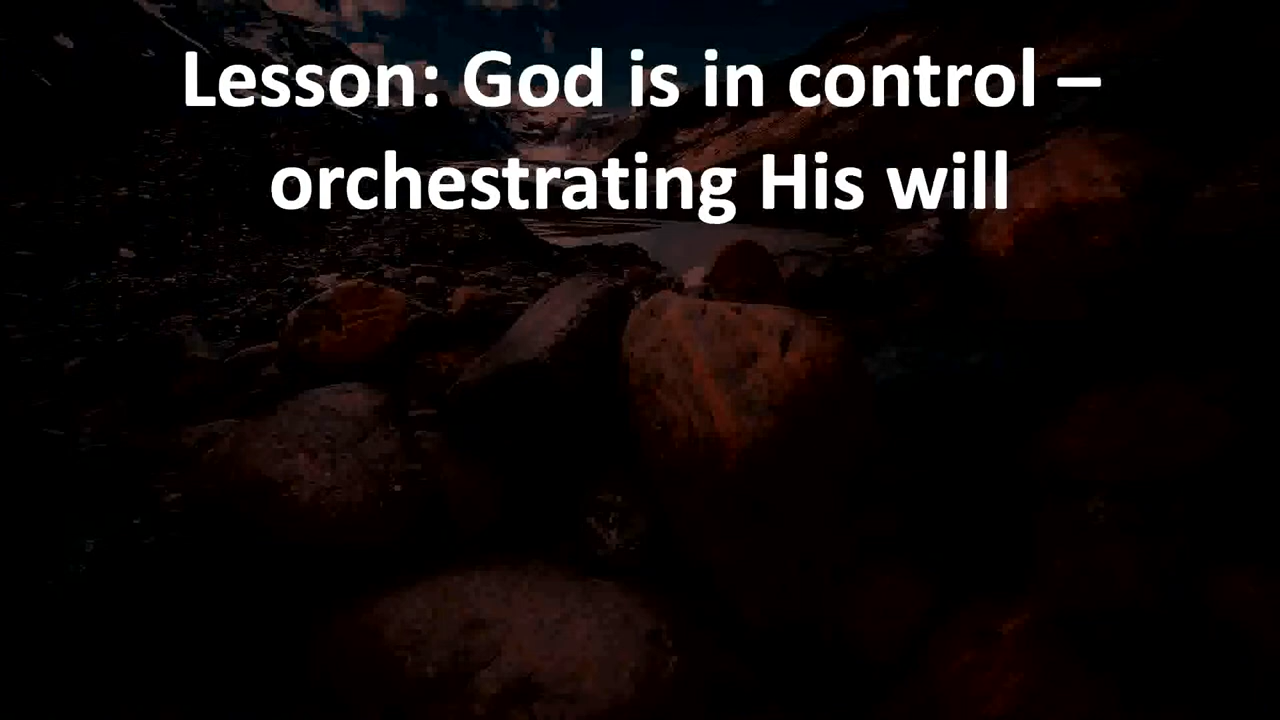 Lesson: God is in control –
orchestrating His will